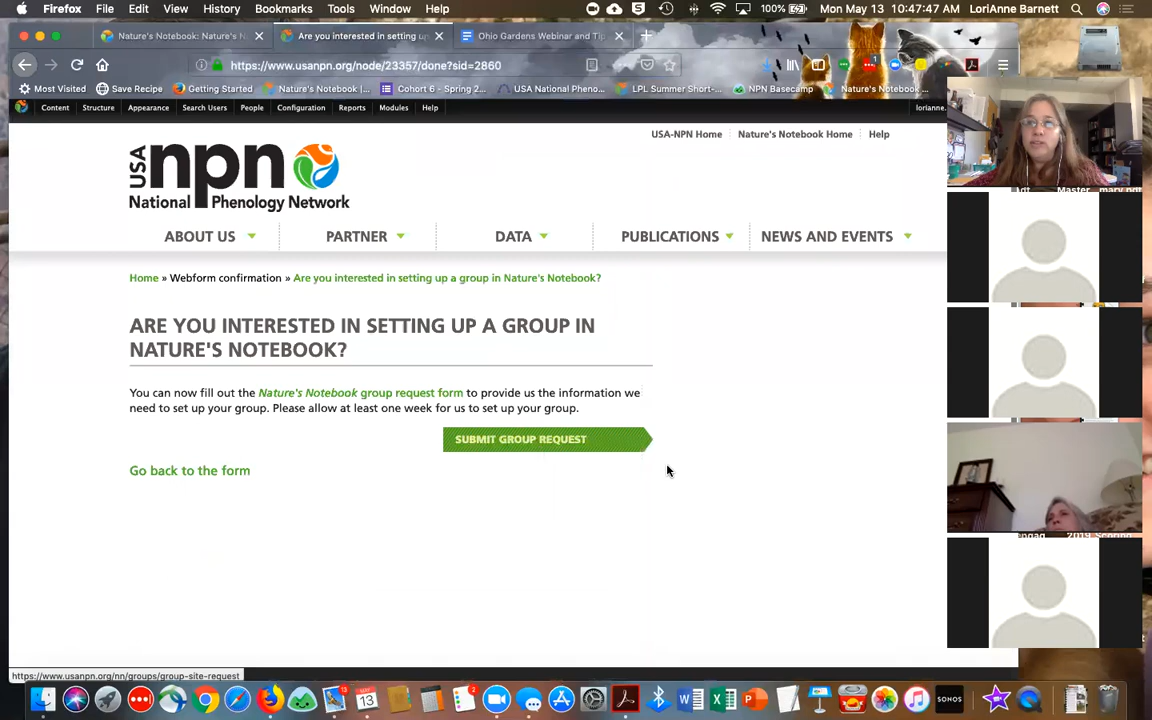 Firefox File Edit View History Bookmarks Tools Window Help 100% Mon May 13 10:47:47 AM LoriAnne Barnett
Nature's Notebook: Nature's N
Are you interested in setting up
Ohio Gardens Webinar and Tip
https://www.usanpn.org/node/23357/done?sid=2860
Most Visited Save Recipe Getting Started Nature's Notebook |... Cohort 6 - Spring 2... USA National Pheno... LPL Summer Short-... NPN Basecamp Nature's Notebook ...
Content Structure Appearance Search Users People Configuration Reports Modules Help lorianne.
USA-NPN Home Nature's Notebook Home Help
USA npn
National Phenology Network
ABOUT US PARTNER DATA PUBLICATIONS NEWS AND EVENTS
Home » Webform confirmation » Are you interested in setting up a group in Nature's Notebook?
ARE YOU INTERESTED IN SETTING UP A GROUP IN
NATURE'S NOTEBOOK?
You can now fill out the Nature's Notebook group request form to provide us the information we
need to set up your group. Please allow at least one week for us to set up your group.
SUBMIT GROUP REQUEST
Go back to the form
https://www.usanpn.org/nn/groups/group-site-request
13
2
SONOS